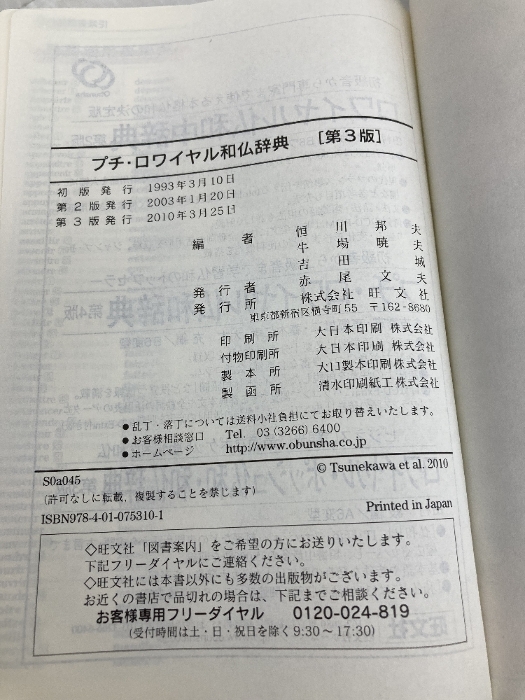 プチ・ロワイヤル和仏辞典 [第3版]
初版発行 1993年3月10日
第2版発行 2003年1月20日
第3版発行 2010年3月25日
編者 恒川邦夫
牛場暁夫
吉田城
発行者 赤尾文夫
発行所 株式会社 旺文社
東京都新宿区横寺町55 〒162-8680
印刷所 大日本印刷 株式会社
付物印刷所 大日本印刷 株式会社
製本所 大口製本印刷 株式会社
製函所 清水印刷紙工株式会社
●乱丁・落丁については送料小社負担にてお取り替えいたします。
●お客様相談窓口 Tel. 03 (3266) 6400
●ホームページ http://www.obunsha.co.jp
S0a045
© Tsunekawa et al. 2010
(許可なしに転載, 複製することを禁じます)
ISBN978-4-01-075310-1
Printed in Japan
◇旺文社「図書案内」をご希望の方にお送りいたします。
下記フリーダイヤルにご連絡ください。
◇旺文社には本書以外にも多数の出版物がございます。
お近くの書店で品切れの場合は、下記までご相談ください。
お客様専用フリーダイヤル 0120-024-819
(受付時間は土・日・祝日を除く9:30〜17:30)